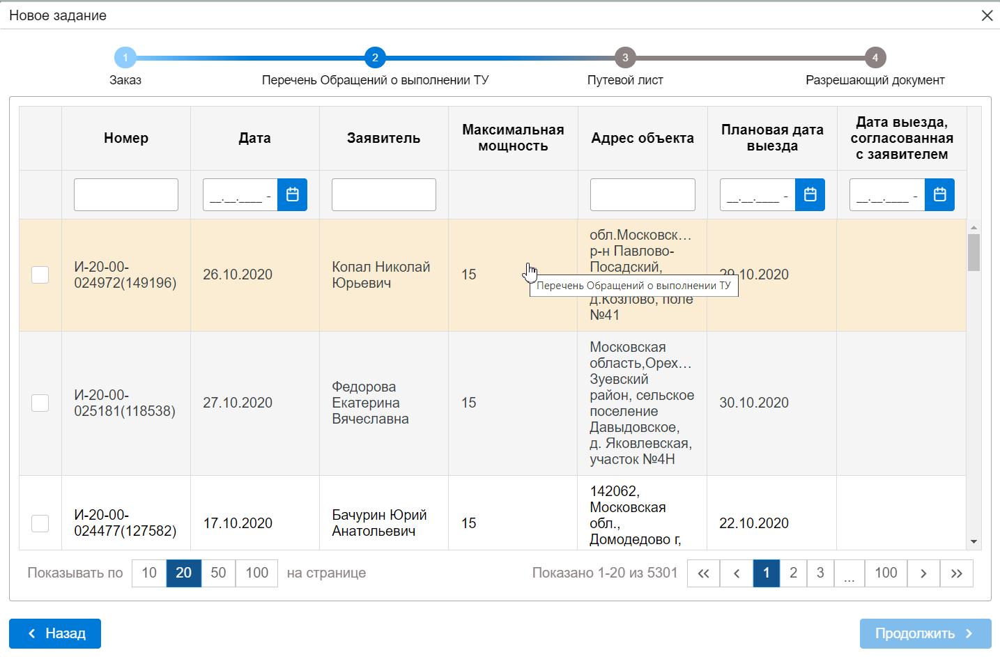 Новое задание
1
2
3
4
Заказ
Перечень Обращений о выполнении ТУ
Путевой лист
Разрешающий документ
Номер
Дата
Заявитель
Максимальная
мощность
Адрес объекта
Плановая дата
выезда
Дата выезда,
согласованная
с заявителем
__.__.____ -
__.__.____ -
__.__.____ -
И-20-00-
024972(149196)
26.10.2020
Копал Николай
Юрьевич
15
обл.Московск...
р-н Павлово-
Посадский,
д.Козлово, поле
№41
29.10.2020
Перечень Обращений о выполнении ТУ
И-20-00-
025181(118538)
27.10.2020
Федорова
Екатерина
Вячеславна
15
Московская
область,Орех...
Зуевский
район, сельское
поселение
Давыдовское,
д. Яковлевская,
участок №4Н
30.10.2020
И-20-00-
024477(127582)
17.10.2020
Бачурин Юрий
Анатольевич
15
142062,
Московская
обл.,
Домодедово г,
22.10.2020
Показывать по
10
20
50
100
на странице
Показано 1-20 из 5301
1
2
3
...
100
Назад
Продолжить